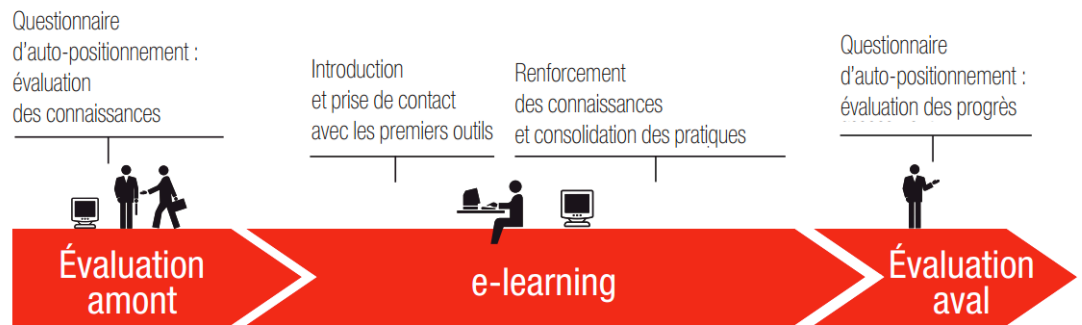 Questionnaire
d'auto-positionnement :
évaluation
des connaissances
Introduction
et prise de contact
avec les premiers outils
Renforcement
des connaissances
et consolidation des pratiques
Questionnaire
d'auto-positionnement :
évaluation des progrès
Évaluation
amont
e-learning
Évaluation
aval